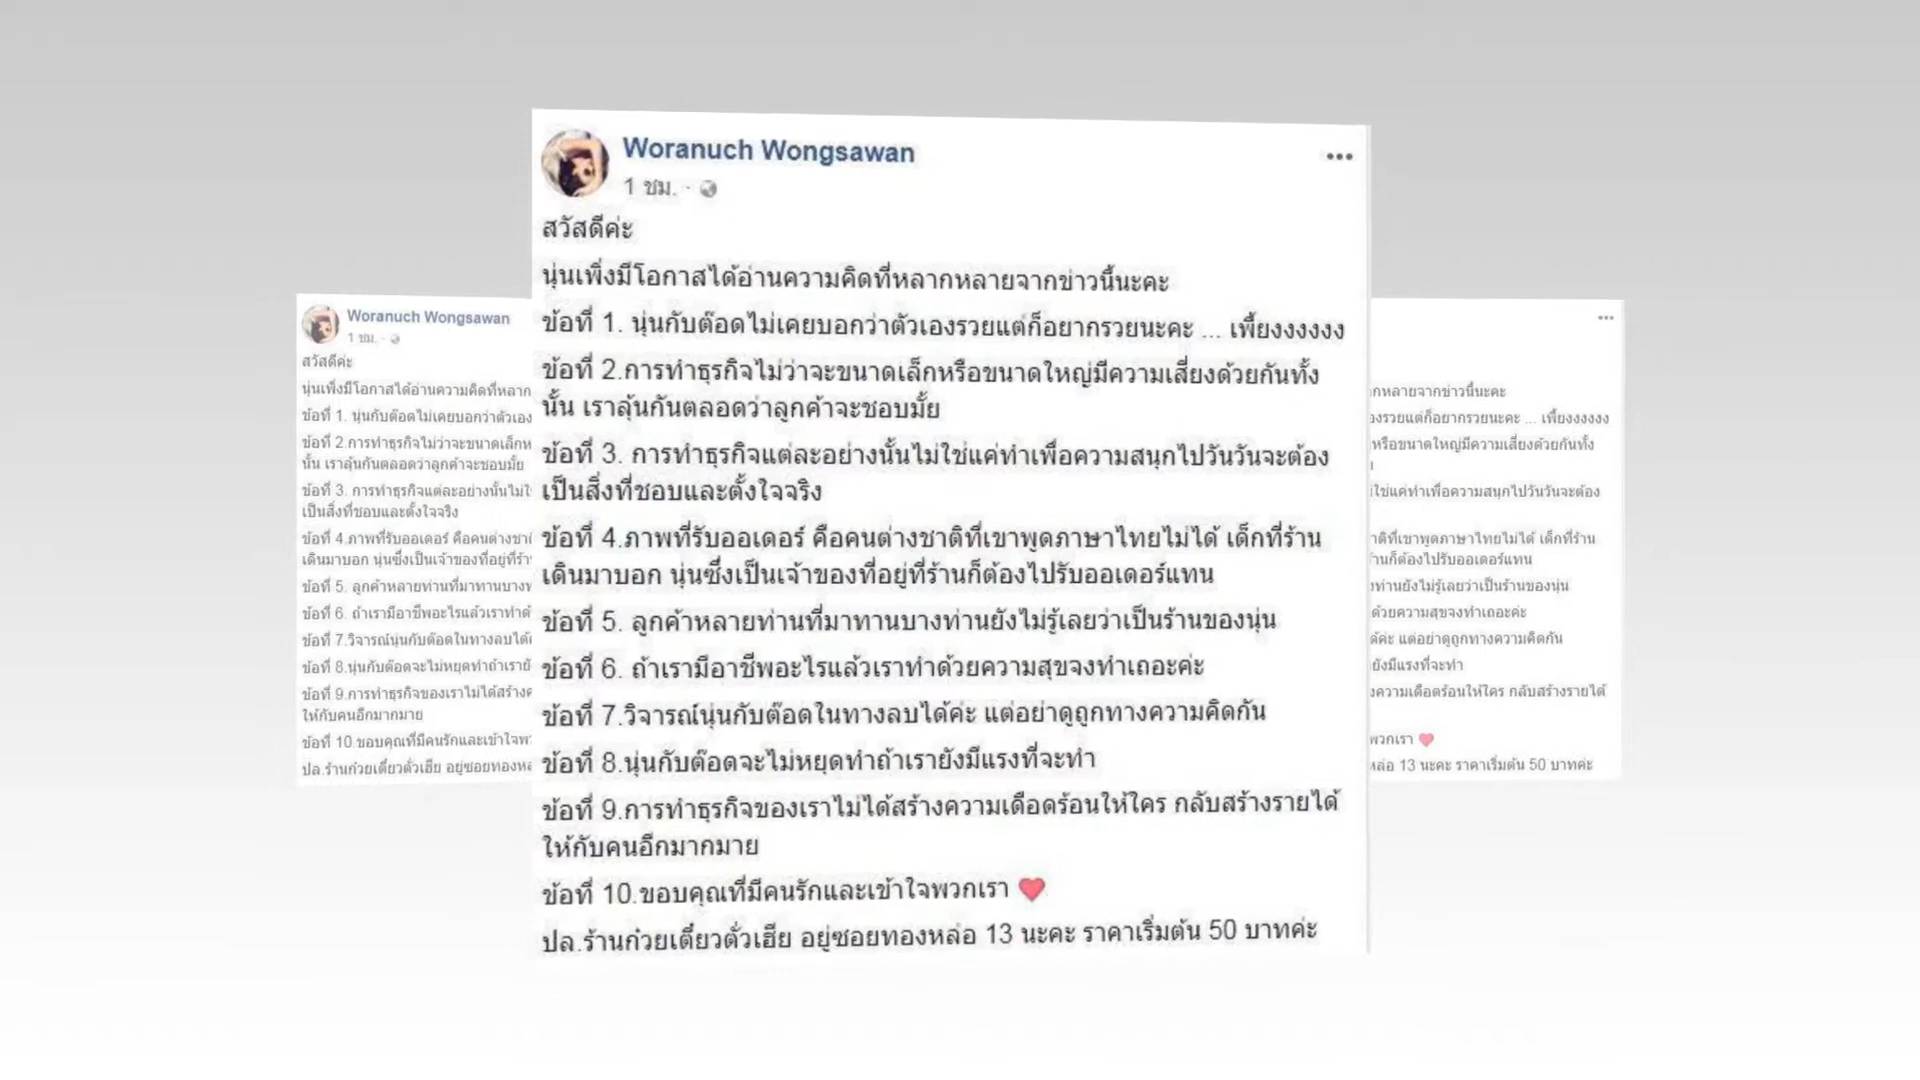 Woranuch Wongsawan
1 ชม.
สวัสดีค่ะ
นุ่นเพิ่งมีโอกาสได้อ่านความคิดที่หลากหลายจากข่าวนี้นะคะ
ข้อที่ 1. นุ่นกับต๊อดไม่เคยบอกว่าตัวเองรวยแต่ก็อยากรวยนะคะ ... เพี้ยงงงงงง
ข้อที่ 2.การทำธุรกิจไม่ว่าจะขนาดเล็กหรือขนาดใหญ่มีความเสี่ยงด้วยกันทั้ง
นั้น เราลุ้นกันตลอดว่าลูกค้าจะชอบมั้ย
ข้อที่ 3. การทำธุรกิจแต่ละอย่างนั้นไม่ใช่แค่ทำเพื่อความสนุกไปวันวันจะต้อง
เป็นสิ่งที่ชอบและตั้งใจจริง
ข้อที่ 4.ภาพที่รับออเดอร์ คือคนต่างชาติที่เขาพูดภาษาไทยไม่ได้ เด็กที่ร้าน
เดินมาบอก นุ่นซึ่งเป็นเจ้าของที่อยู่ที่ร้านก็ต้องไปรับออเดอร์แทน
ข้อที่ 5. ลูกค้าหลายท่านที่มาทานบางท่านยังไม่รู้เลยว่าเป็นร้านของนุ่น
ข้อที่ 6. ถ้าเรามีอาชีพอะไรแล้วเราทำด้วยความสุขจงทำเถอะค่ะ
ข้อที่ 7.วิจารณ์นุ่นกับต๊อดในทางลบได้ค่ะ แต่อย่าดูถูกทางความคิดกัน
ข้อที่ 8.นุ่นกับต๊อดจะไม่หยุดทำถ้าเรายังมีแรงที่จะทำ
ข้อที่ 9.การทำธุรกิจของเราไม่ได้สร้างความเดือดร้อนให้ใคร กลับสร้างรายได้
ให้กับคนอีกมากมาย
ข้อที่ 10.ขอบคุณที่มีคนรักและเข้าใจพวกเรา ❤
ปล.ร้านก๋วยเตี๋ยวตั่วเฮีย อยู่ซอยทองหล่อ 13 นะคะ ราคาเริ่มต้น 50 บาทค่ะ